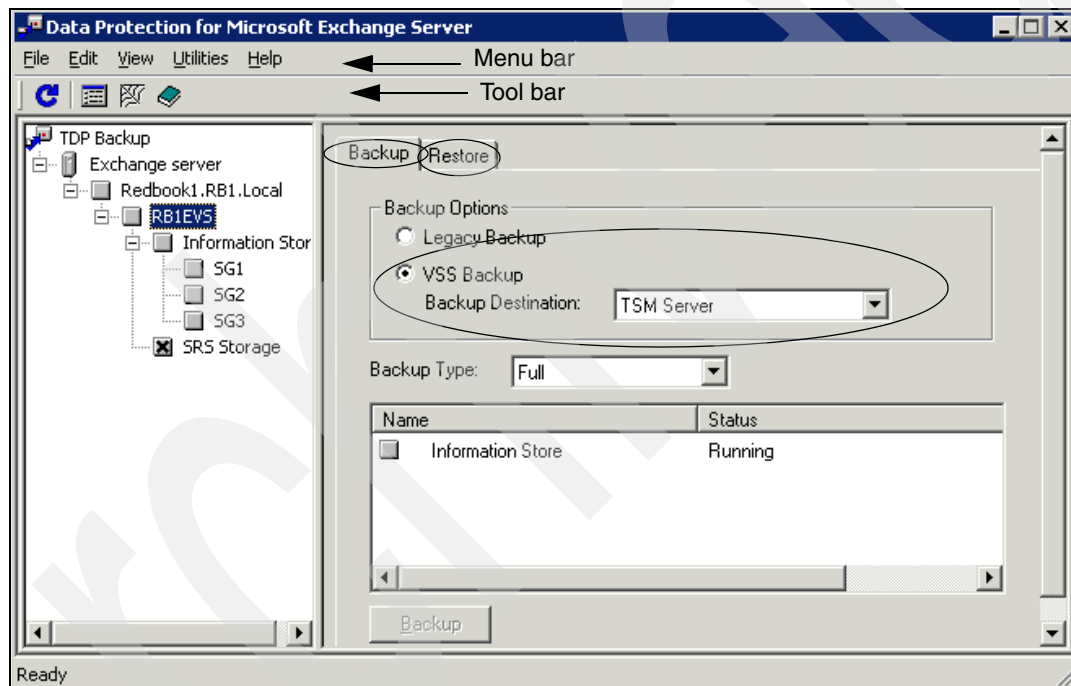 Data Protection for Microsoft Exchange Server
File Edit View Utilities Help
Menu bar
Tool bar
TDP Backup
Exchange server
Redbook1.RB1.Local
RB1EVS
Information Stor
SG1
SG2
SG3
SRS Storage
Backup Restore
Backup Options
Legacy Backup
VSS Backup
Backup Destination: TSM Server
Backup Type: Full
Name Status
Information Store Running
Backup
Ready